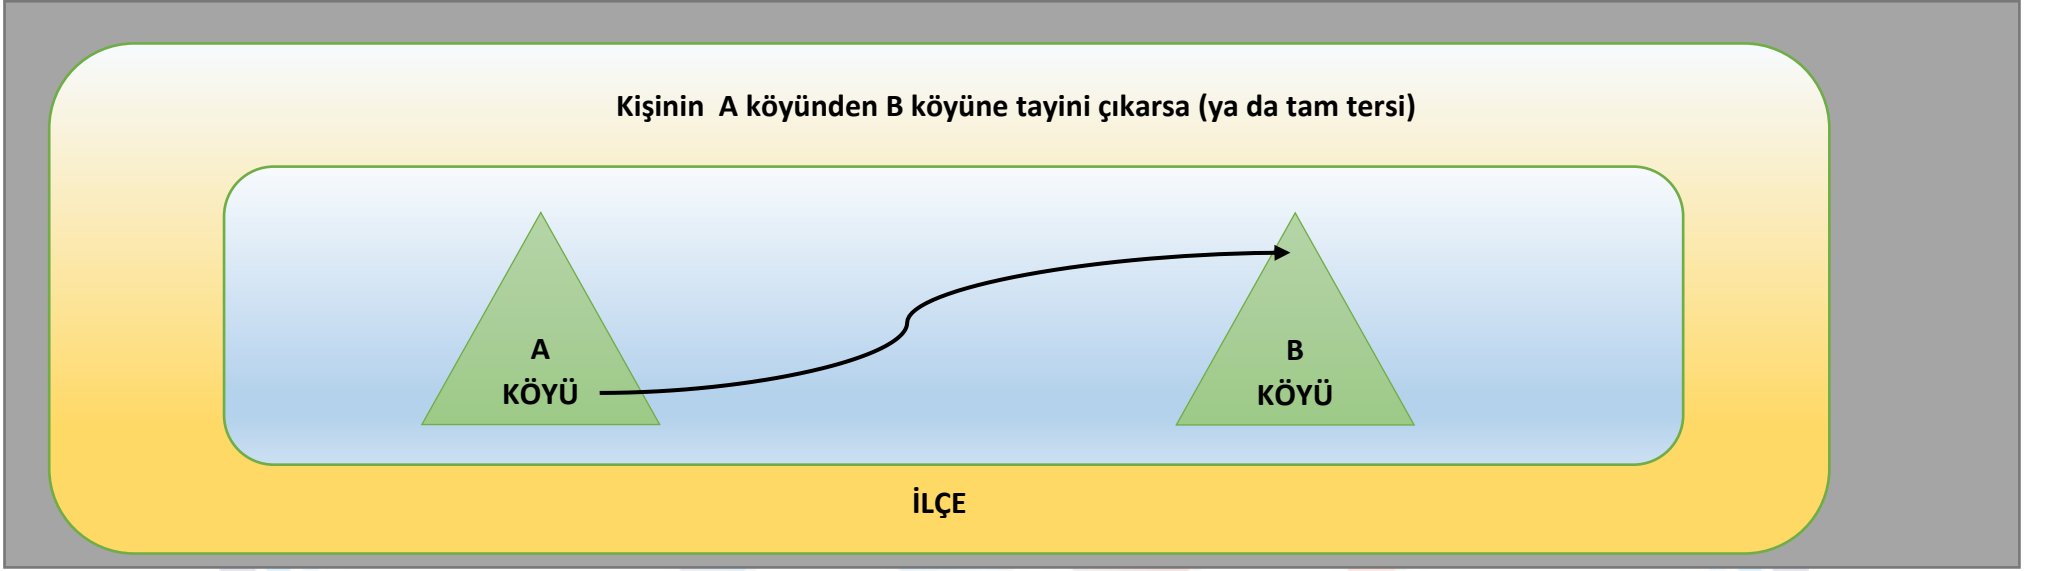 Kişinin  A köyünden B köyüne tayini çıkarsa (ya da tam tersi)
A
KÖYÜ
B
KÖYÜ
İLÇE